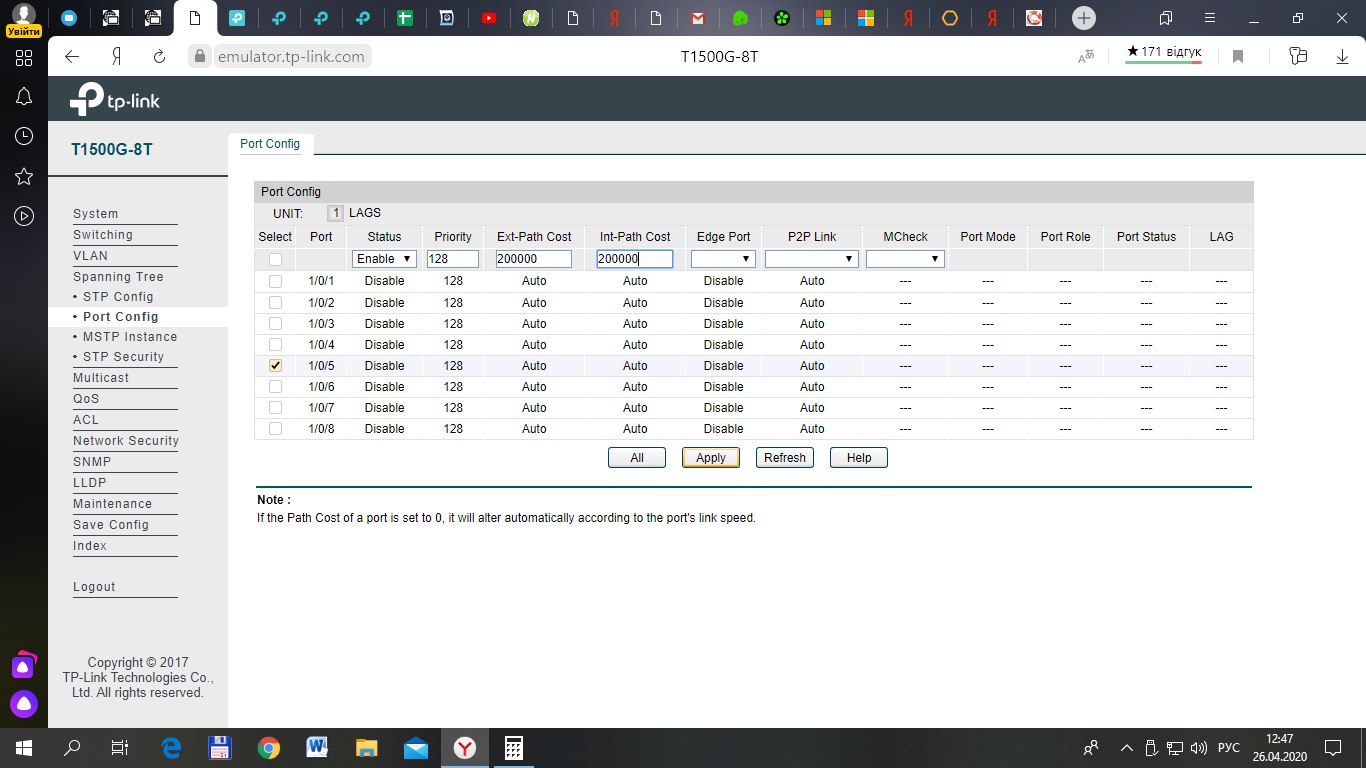 Увійти
emulator.tp-link.com
T1500G-8T
★ 171 відгук
tp-link
T1500G-8T
Port Config
System
Switching
VLAN
Spanning Tree
• STP Config
• Port Config
• MSTP Instance
• STP Security
Multicast
QoS
ACL
Network Security
SNMP
LLDP
Maintenance
Save Config
Index
Logout
Copyright © 2017
TP-Link Technologies Co.,
Ltd. All rights reserved.
Port Config
UNIT: 1 LAGS
Select Port Status Priority Ext-Path Cost Int-Path Cost Edge Port P2P Link MCheck Port Mode Port Role Port Status LAG
Enable 128 200000 200000
1/0/1 Disable 128 Auto Auto Disable Auto --- --- --- --- ---
1/0/2 Disable 128 Auto Auto Disable Auto --- --- --- --- ---
1/0/3 Disable 128 Auto Auto Disable Auto --- --- --- --- ---
1/0/4 Disable 128 Auto Auto Disable Auto --- --- --- --- ---
1/0/5 Disable 128 Auto Auto Disable Auto --- --- --- --- ---
1/0/6 Disable 128 Auto Auto Disable Auto --- --- --- --- ---
1/0/7 Disable 128 Auto Auto Disable Auto --- --- --- --- ---
1/0/8 Disable 128 Auto Auto Disable Auto --- --- --- --- ---
All Apply Refresh Help
Note :
If the Path Cost of a port is set to 0, it will alter automatically according to the port's link speed.
РУС
12:47
26.04.2020